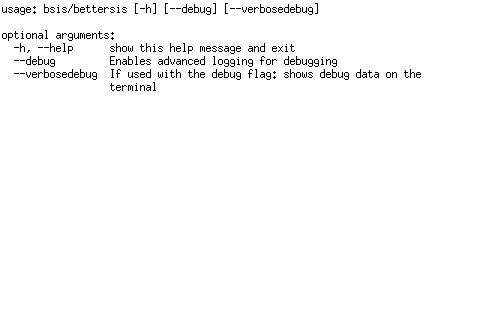 usage: bsis/bettersis [-h] [--debug] [--verbosedebug]
optional arguments:
-h, --help show this help message and exit
--debug Enables advanced logging for debugging
--verbosedebug If used with the debug flag: shows debug data on the
terminal